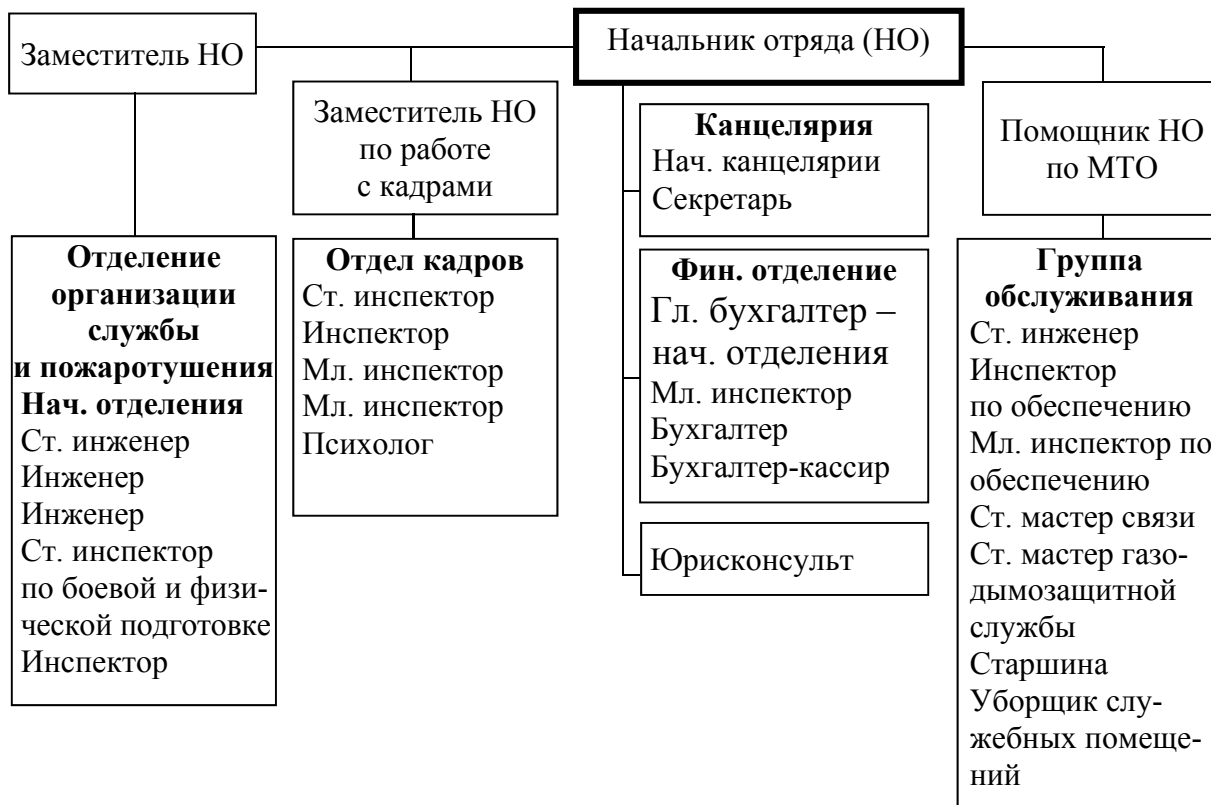 Заместитель НО
Начальник отряда (НО)
Заместитель НО
по работе
с кадрами
Канцелярия
Нач. канцелярии
Секретарь
Помощник НО
по МТО
Отделение
организации
службы
и пожаротушения
Нач. отделения
Ст. инженер
Инженер
Инженер
Ст. инспектор
по боевой и физи-
ческой подготовке
Инспектор
Отдел кадров
Ст. инспектор
Инспектор
Мл. инспектор
Мл. инспектор
Психолог
Фин. отделение
Гл. бухгалтер –
нач. отделения
Мл. инспектор
Бухгалтер
Бухгалтер-кассир
Юрисконсульт
Группа
обслуживания
Ст. инженер
Инспектор
по обеспечению
Мл. инспектор по
обеспечению
Ст. мастер связи
Ст. мастер газо-
дымозащитной
службы
Старшина
Уборщик слу-
жебных помеще-
ний